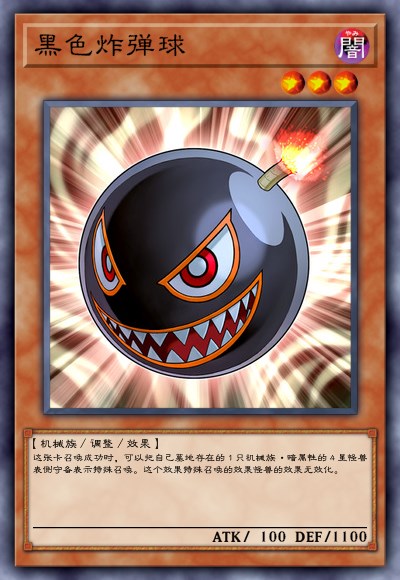 黑色炸弹球
やみ
闇
【机械族／调整／效果】
这张卡召唤成功时，可以把自己墓地存在的1只机械族·暗属性的4星怪兽
表侧守备表示特殊召唤。这个效果特殊召唤的效果怪兽的效果无效化。
ATK/ 100 DEF/1100